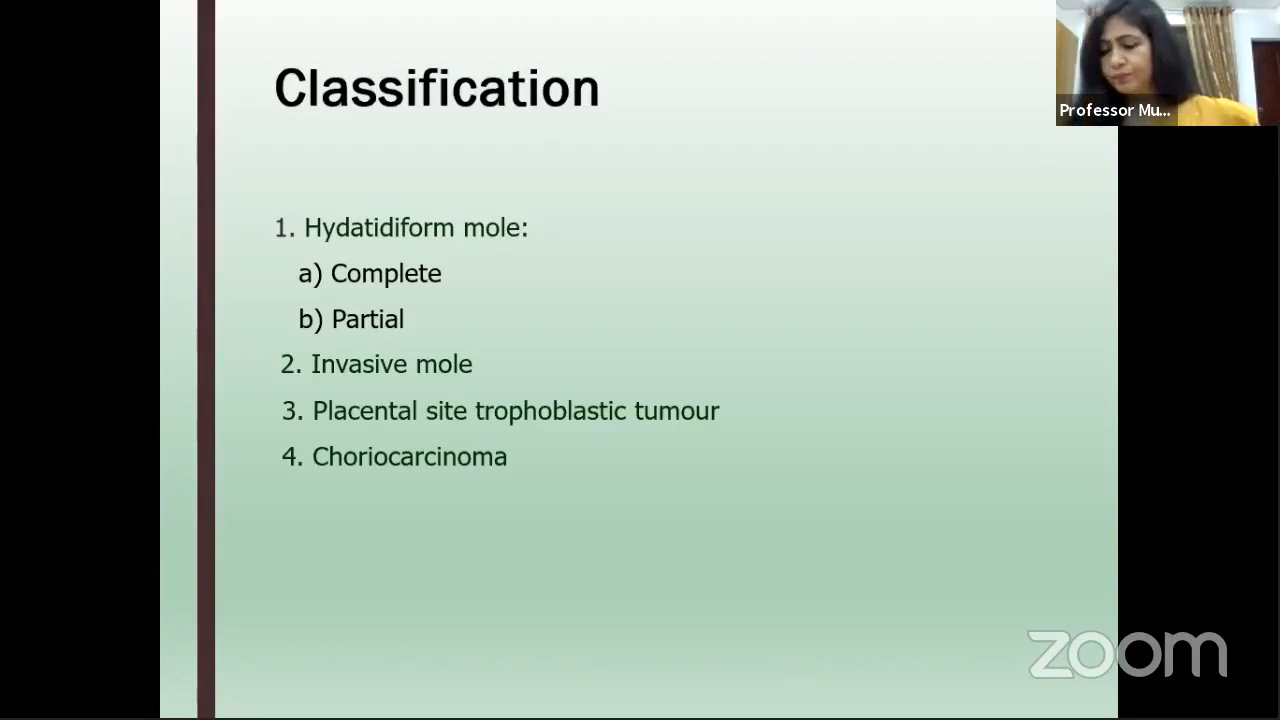 Classification
Professor Mu...
1. Hydatidiform mole:
a) Complete
b) Partial
2. Invasive mole
3. Placental site trophoblastic tumour
4. Choriocarcinoma
zoom